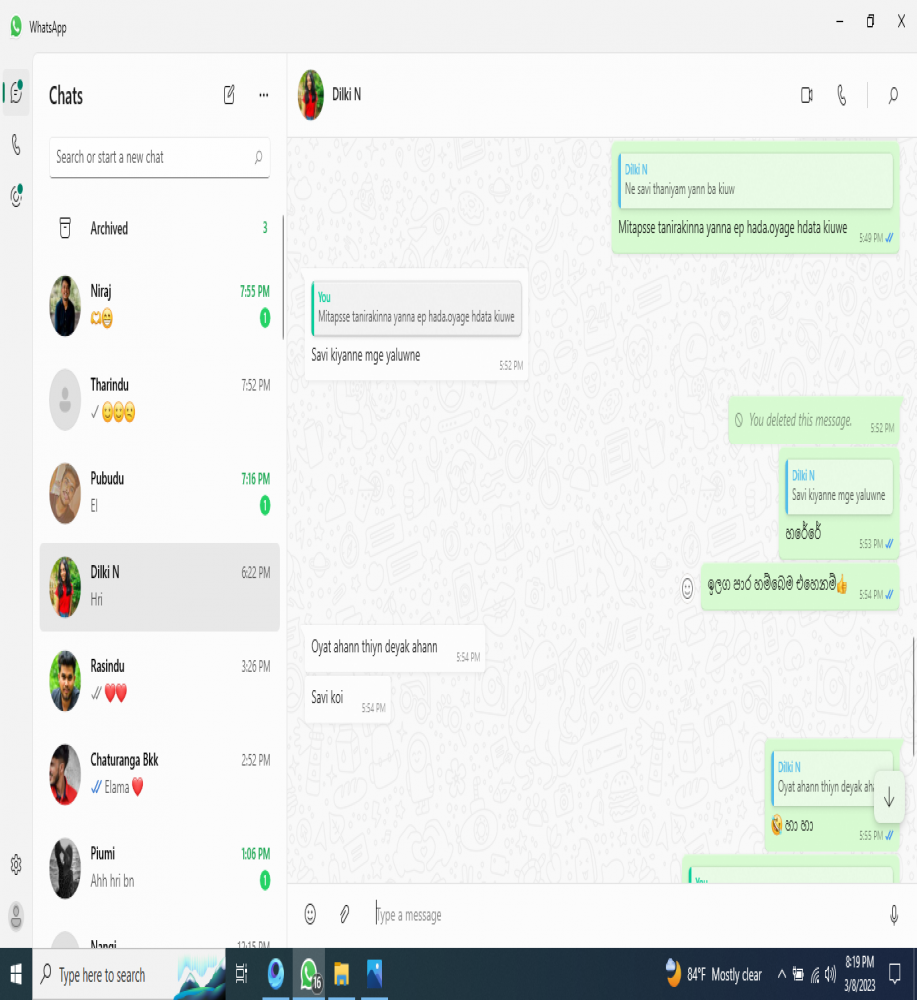 WhatsApp
Chats
Search or start a new chat
Archived 3
Niraj 7:55 PM
1
Tharindu 7:52 PM
Pubudu 7:16 PM
El 1
Dilki N 6:22 PM
Hri
Rasindu 3:26 PM
Chaturanga Bkk 2:52 PM
Elama
Piumi 1:06 PM
Ahh hri bn 1
Nangi 12:15 PM
Dilki N
Dilki N
Ne savi thaniyam yann ba kiuw
Mitapsse tanirakinna yanna ep hada.oyage hdata kiuwe
5:49 PM
You
Mitapsse tanirakinna yanna ep hada.oyage hdata kiuwe
Savi kiyanne mge yaluwne
5:52 PM
You deleted this message.
5:52 PM
Dilki N
Savi kiyanne mge yaluwne
හරේරේ
5:53 PM
ඉලග පාර හම්බෙම එහෙනම්👍
5:54 PM
Oyat ahann thiyn deyak ahann
5:54 PM
Savi koi
5:54 PM
Dilki N
Oyat ahann thiyn deyak aha
හා හා
5:55 PM
You
Type a message
Type here to search
16
84°F Mostly clear
8:19 PM
3/8/2023